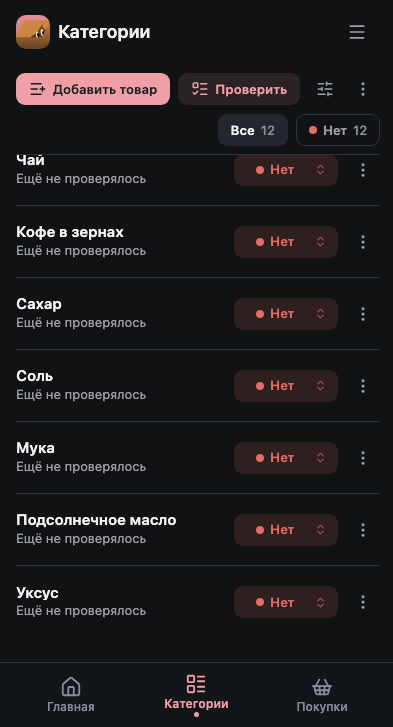 Категории
Добавить товар
Проверить
Все 12
Нет 12
Чай
Ещё не проверялось
Нет
Кофе в зернах
Ещё не проверялось
Нет
Сахар
Ещё не проверялось
Нет
Соль
Ещё не проверялось
Нет
Мука
Ещё не проверялось
Нет
Подсолнечное масло
Ещё не проверялось
Нет
Уксус
Ещё не проверялось
Нет
Главная
Категории
Покупки